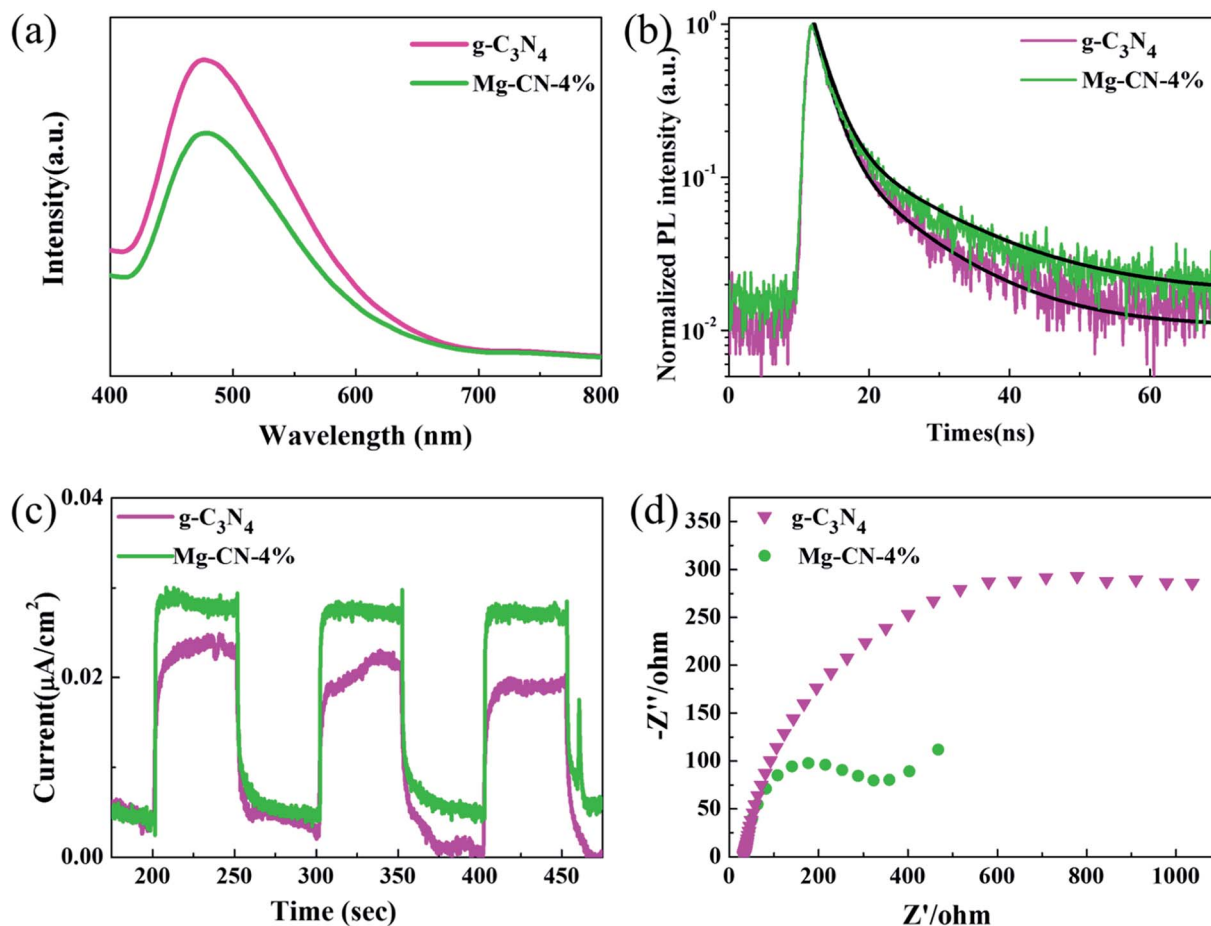 (a)
g-C₃N₄
Mg-CN-4%
Intensity(a.u.)
400 500 600 700 800
Wavelength (nm)
(b)
g-C₃N₄
Mg-CN-4%
Normalized PL intensity (a.u.)
10⁰
10⁻¹
10⁻²
0 20 40 60
Times(ns)
(c)
g-C₃N₄
Mg-CN-4%
Current(μA/cm²)
0.04
0.02
0.00
200 250 300 350 400 450
Time (sec)
(d)
g-C₃N₄
Mg-CN-4%
-Z''/ohm
350
300
250
200
150
100
50
0
0 200 400 600 800 1000
Z'/ohm